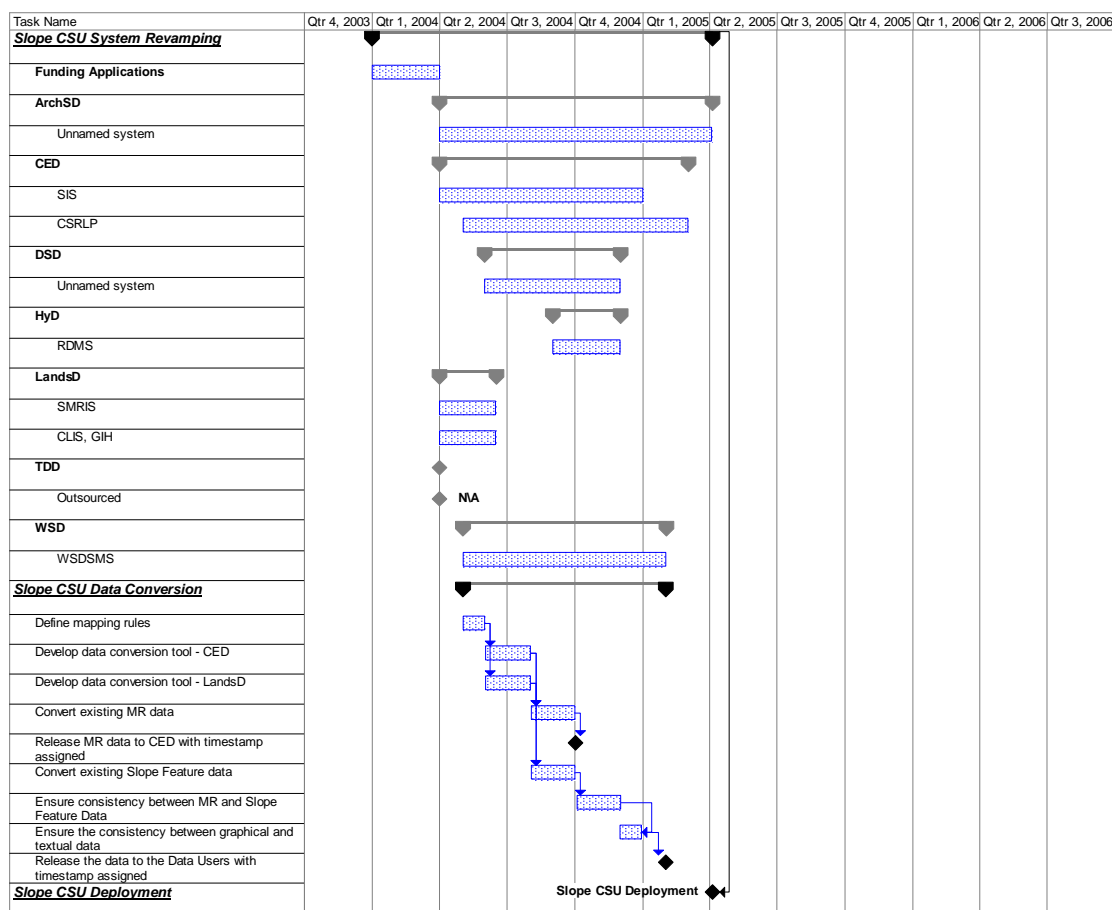 Task Name Qtr 4, 2003 Qtr 1, 2004 Qtr 2, 2004 Qtr 3, 2004 Qtr 4, 2004 Qtr 1, 2005 Qtr 2, 2005 Qtr 3, 2005 Qtr 4, 2005 Qtr 1, 2006 Qtr 2, 2006 Qtr 3, 2006
Slope CSU System Revamping
Funding Applications
ArchSD
Unnamed system
CED
SIS
CSRLP
DSD
Unnamed system
HyD
RDMS
LandsD
SMRIS
CLIS, GIH
TDD
Outsourced N\A
WSD
WSDSMS
Slope CSU Data Conversion
Define mapping rules
Develop data conversion tool - CED
Develop data conversion tool - LandsD
Convert existing MR data
Release MR data to CED with timestamp
assigned
Convert existing Slope Feature data
Ensure consistency between MR and Slope
Feature Data
Ensure the consistency between graphical and
textual data
Release the data to the Data Users with
timestamp assigned
Slope CSU Deployment Slope CSU Deployment